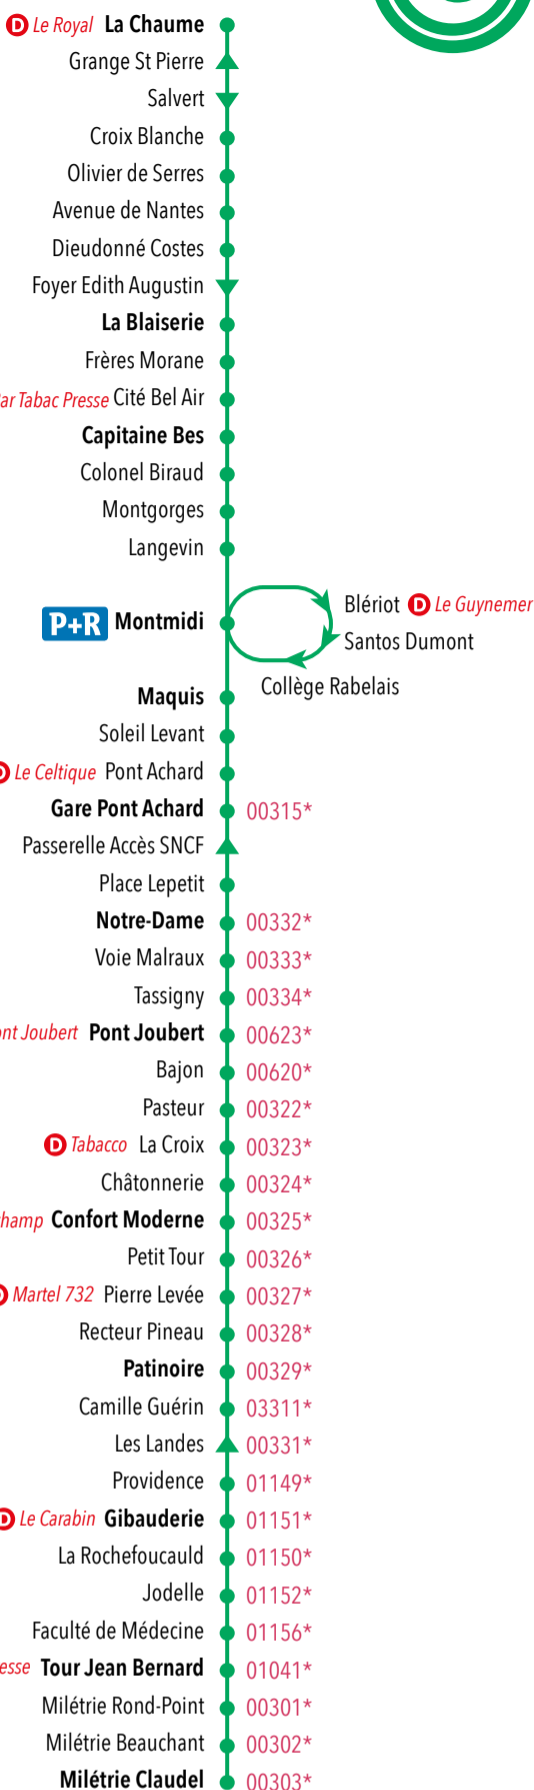 D Le Royal La Chaume
Grange St Pierre
Salvert
Croix Blanche
Olivier de Serres
Avenue de Nantes
Dieudonné Costes
Foyer Edith Augustin
La Blaiserie
Frères Morane
Tabac Presse Cité Bel Air
Capitaine Bes
Colonel Biraud
Montgorges
Langevin
P+R Montmidi
Blériot D Le Guynemer
Santos Dumont
Collège Rabelais
Maquis
Soleil Levant
D Le Celtique Pont Achard
Gare Pont Achard 00315*
Passerelle Accès SNCF
Place Lepetit
Notre-Dame 00332*
Voie Malraux 00333*
Tassigny 00334*
Joubert Pont Joubert 00623*
Bajon 00620*
Pasteur 00322*
D Tabacco La Croix 00323*
Châtonnerie 00324*
Confort Moderne 00325*
Petit Tour 00326*
D Martel 732 Pierre Levée 00327*
Recteur Pineau 00328*
Patinoire 00329*
Camille Guérin 03311*
Les Landes 00331*
Providence 01149*
D Le Carabin Gibauderie 01151*
La Rochefoucauld 01150*
Jodelle 01152*
Faculté de Médecine 01156*
Tour Jean Bernard 01041*
Milétrie Rond-Point 00301*
Milétrie Beauchant 00302*
Milétrie Claudel 00303*